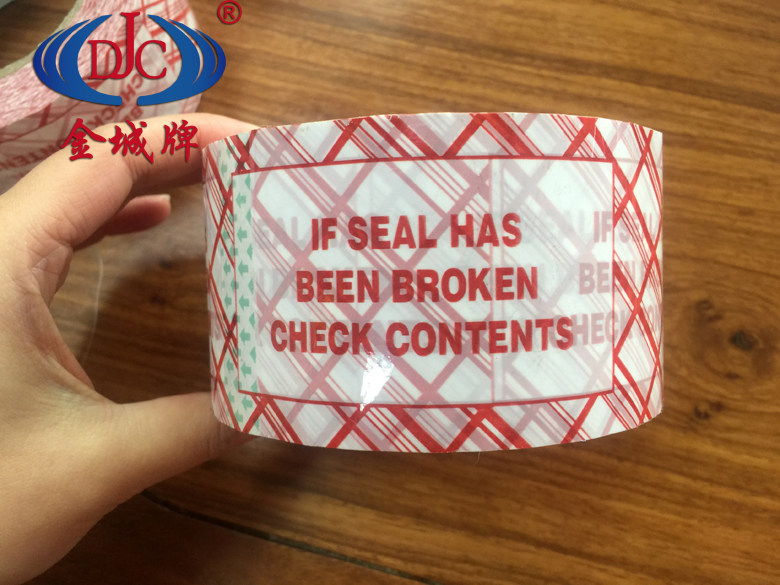 DJC®
金城牌
IF SEAL HAS
BEEN BROKEN
CHECK CONTENTS